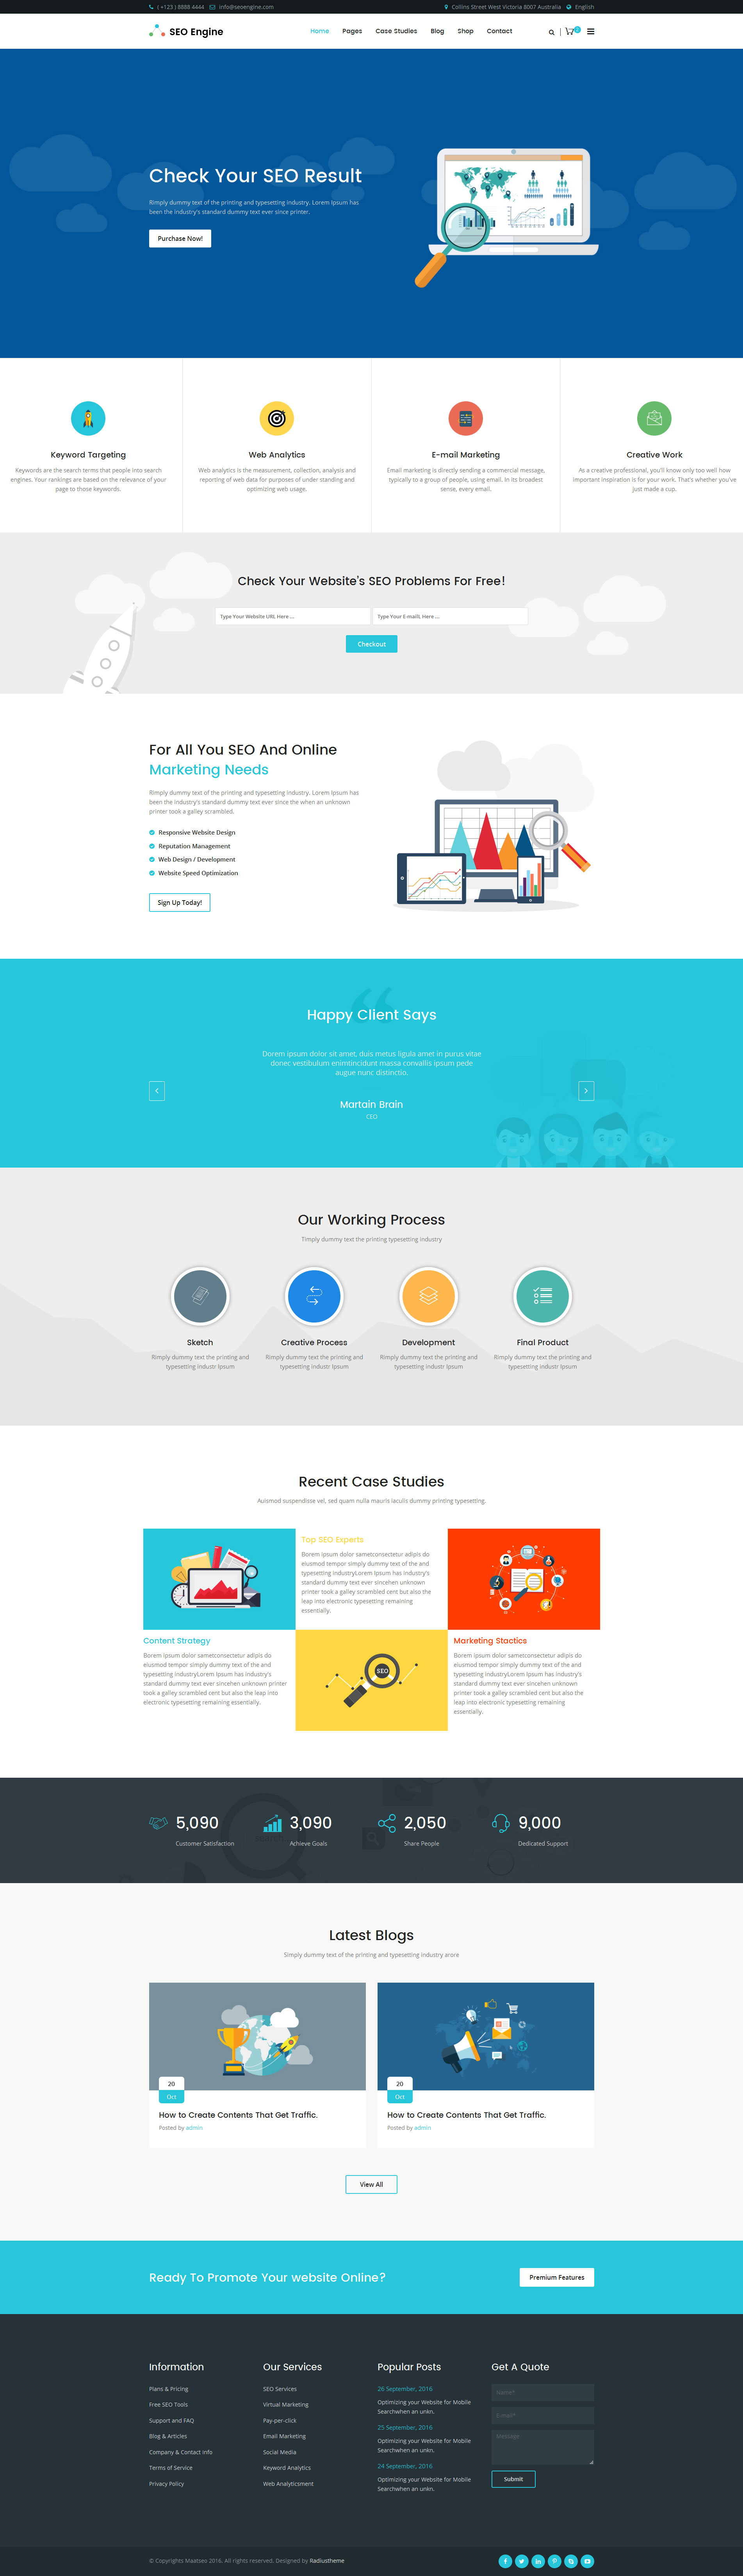 ( +123 ) 8888 4444 info@seoengine.com Collins Street West Victoria 8007 Australia English
SEO Engine Home Pages Case Studies Blog Shop Contact
Check Your SEO Result
Rimply dummy text of the printing and typesetting industry. Lorem Ipsum has
been the industry's standard dummy text ever since printer.
Purchase Now!
Keyword Targeting
Keywords are the search terms that people into search
engines. Your rankings are based on the relevance of your
page to those keywords.
Web Analytics
Web analytics is the measurement, collection, analysis and
reporting of web data for purposes of under standing and
optimizing web usage.
E-mail Marketing
Email marketing is directly sending a commercial message,
typically to a group of people, using email. In its broadest
sense, every email.
Creative Work
As a creative professional, you'll know only too well how
important inspiration is for your work. That's whether you've
just made a cup.
Check Your Website's SEO Problems For Free!
Type Your Website URL Here ... Type Your E-mailL Here ...
Checkout
For All You SEO And Online
Marketing Needs
Rimply dummy text of the printing and typesetting industry. Lorem Ipsum has
been the industry's standard dummy text ever since the when an unknown
printer took a galley scrambled.
Responsive Website Design
Reputation Management
Web Design / Development
Website Speed Optimization
Sign Up Today!
Happy Client Says
Dorem ipsum dolor sit amet, duis metus ligula amet in purus vitae
donec vestibulum enimtincidunt massa convallis ipsum pede
augue nunc distinctio.
Martain Brain
CEO
Our Working Process
Timply dummy text the printing typesetting industry
Sketch
Rimply dummy text the printing and
typesetting industr Ipsum
Creative Process
Rimply dummy text the printing and
typesetting industr Ipsum
Development
Rimply dummy text the printing and
typesetting industr Ipsum
Final Product
Rimply dummy text the printing and
typesetting industr Ipsum
Recent Case Studies
Auismod suspendisse vel, sed quam nulla mauris iaculis dummy printing typesetting.
Top SEO Experts
Borem ipsum dolor sametconsectetur adipis do
eiusmod tempor simply dummy text of the and
typesetting industryLorem Ipsum has industry's
standard dummy text ever sincehen unknown
printer took a galley scrambled cent but also the
leap into electronic typesetting remaining
essentially.
Content Strategy
Borem ipsum dolor sametconsectetur adipis do
eiusmod tempor simply dummy text of the and
typesetting industryLorem Ipsum has industry's
standard dummy text ever sincehen unknown printer
took a galley scrambled cent but also the leap into
electronic typesetting remaining essentially.
SEO
Marketing Stactics
Borem ipsum dolor sametconsectetur adipis do
eiusmod tempor simply dummy text of the and
typesetting industryLorem Ipsum has industry's
standard dummy text ever sincehen unknown
printer took a galley scrambled cent but also the
leap into electronic typesetting remaining
essentially.
5,090
Customer Satisfaction
3,090
Achieve Goals
2,050
Share People
9,000
Dedicated Support
Latest Blogs
Simply dummy text of the printing and typesetting industry arore
20
Oct
How to Create Contents That Get Traffic.
Posted by admin
20
Oct
How to Create Contents That Get Traffic.
Posted by admin
View All
Ready To Promote Your website Online?
Premium Features
Information
Plans & Pricing
Free SEO Tools
Support and FAQ
Blog & Articles
Company & Contact Info
Terms of Service
Privacy Policy
Our Services
SEO Services
Virtual Marketing
Pay-per-click
Email Marketing
Social Media
Keyword Analytics
Web Analyticsment
Popular Posts
26 September, 2016
Optimizing your Website for Mobile
Searchwhen an unkn.
25 September, 2016
Optimizing your Website for Mobile
Searchwhen an unkn.
24 September, 2016
Optimizing your Website for Mobile
Searchwhen an unkn.
Get A Quote
Name*
E-mail*
Message
Submit
© Copyrights Maatseo 2016. All rights reserved. Designed by Radiustheme